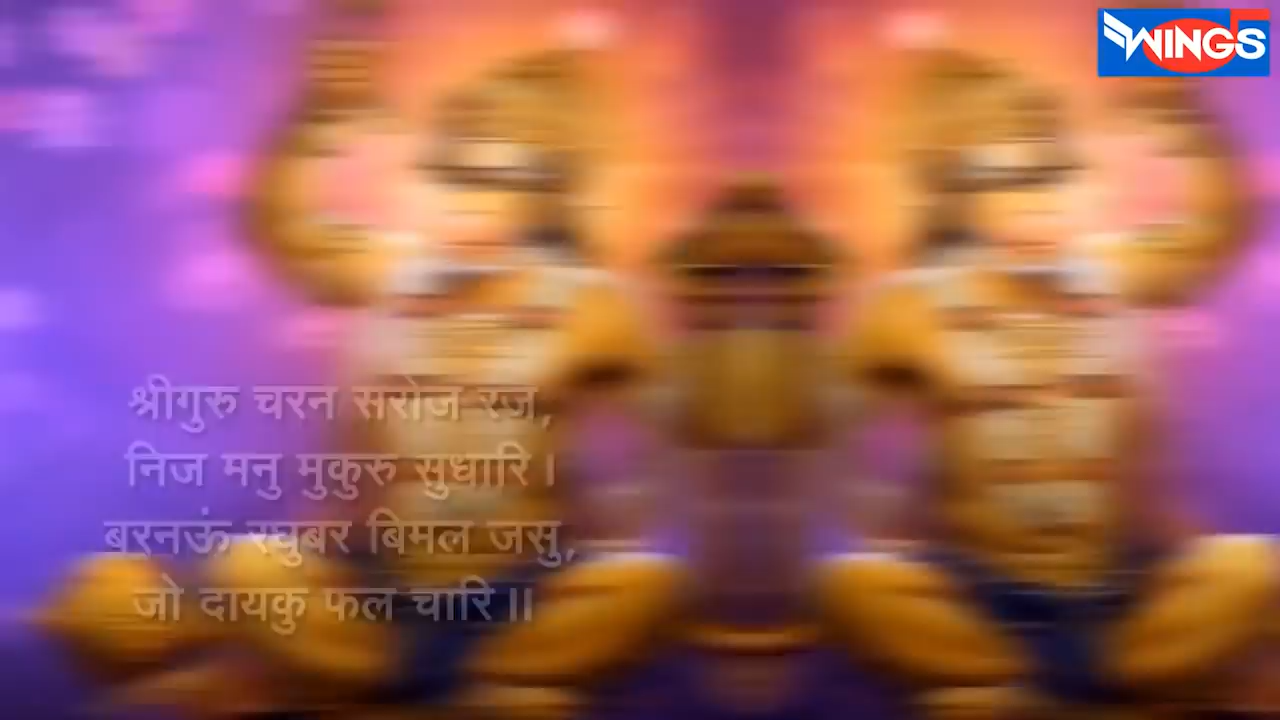 WINGS
श्रीगुरु चरन सरोज रज,
निज मनु मुकुरु सुधारि।
बरनऊं रघुबर बिमल जसु,
जो दायकु फल चारि॥